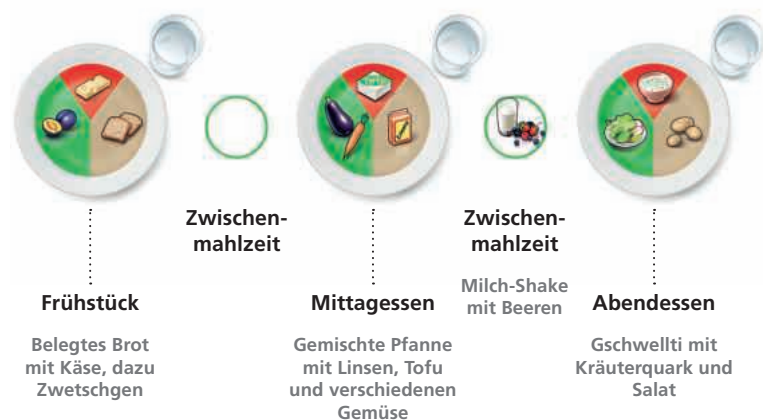 Zwischen-
mahlzeit
Zwischen-
mahlzeit
Milch-Shake
mit Beeren
Frühstück
Belegtes Brot
mit Käse, dazu
Zwetschgen
Mittagessen
Gemischte Pfanne
mit Linsen, Tofu
und verschiedenen
Gemüse
Abendessen
Gschwellti mit
Kräuterquark und
Salat